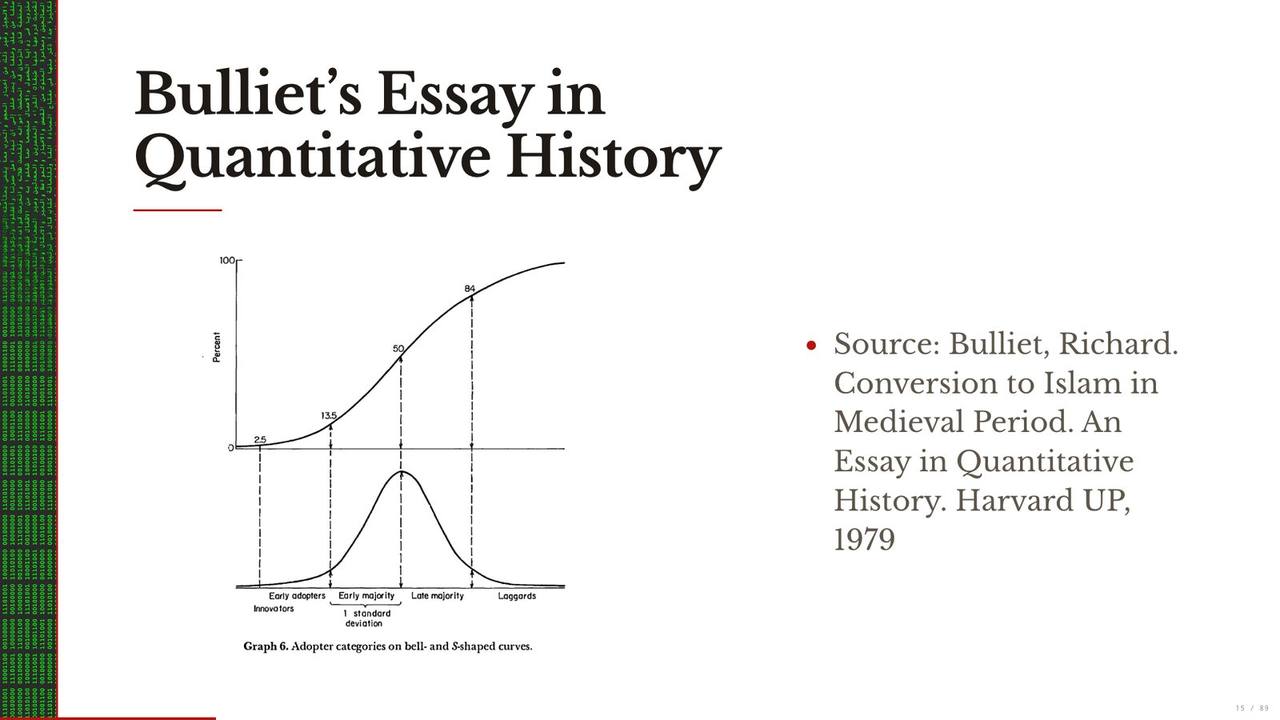 Bulliet’s Essay in
Quantitative History
100
84
Percent
50
13.5
2.5
0
Early adopters Early majority Late majority Laggards
Innovators
1 standard
deviation
Graph 6. Adopter categories on bell- and S-shaped curves.
• Source: Bulliet, Richard.
Conversion to Islam in
Medieval Period. An
Essay in Quantitative
History. Harvard UP,
1979
15 / 89